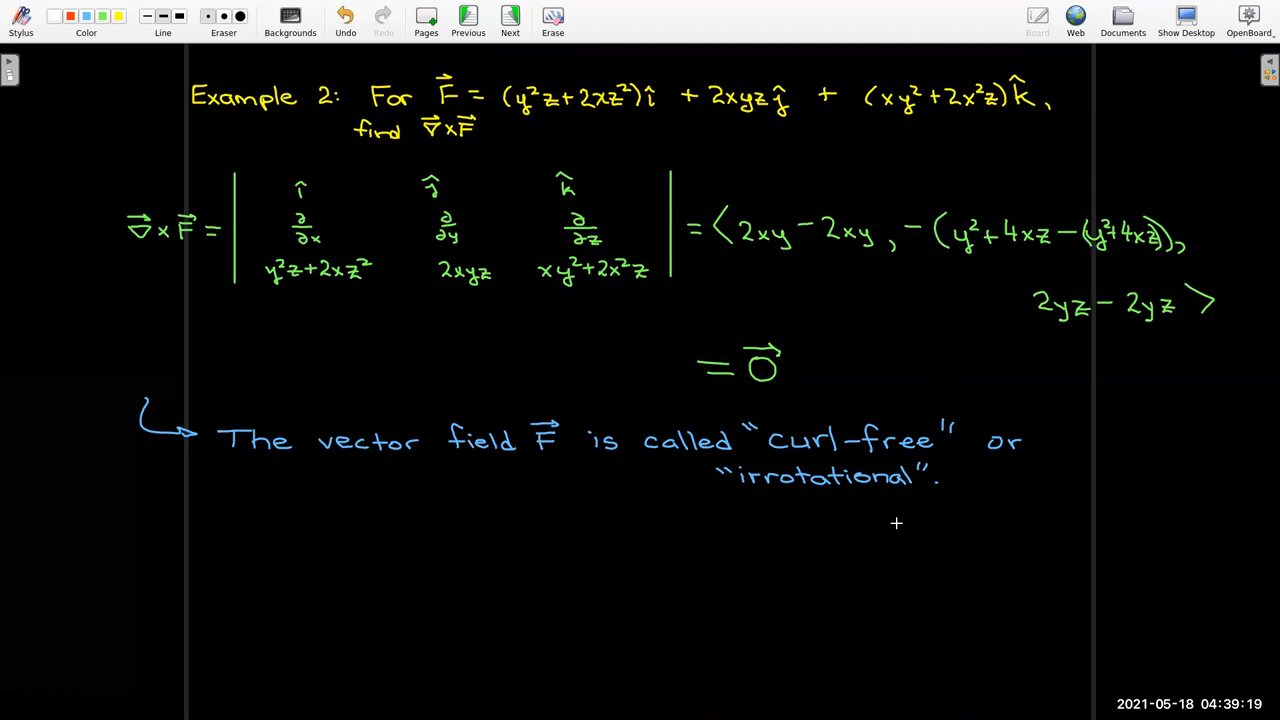 Stylus Color Line Eraser Backgrounds Undo Redo Pages Previous Next Erase Board Web Documents Show Desktop OpenBoard
Example 2: For F⃗ = (y²z+2xz²)î + 2xyzĵ + (xy²+2x²z)k̂,
find ∇⃗×F⃗
î ĵ k̂
∇⃗×F⃗ = | ∂/∂x ∂/∂y ∂/∂z | = ⟨2xy − 2xy, −(y²+4xz−(y²+4xz)),
y²z+2xz² 2xyz xy²+2x²z
2yz − 2yz⟩
= 0⃗
The vector field F⃗ is called "curl-free" or
"irrotational".
2021-05-18 04:39:19